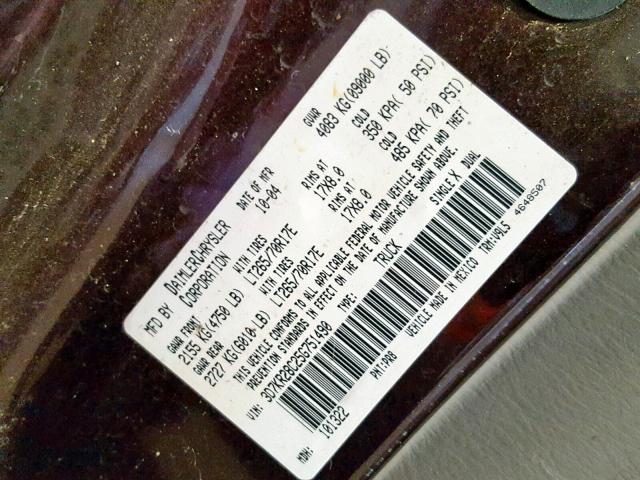 MFD BY DAIMLERCHRYSLER CORPORATION DATE OF MFR 10-04 GVWR 4083 KG(09000 LB)
GAWR FRONT 2155 KG(4750 LB) WITH TIRES LT265/70R17E RIMS AT 17X8.0 COLD 350 KPA( 50 PSI)
GAWR REAR 2727 KG(6010 LB) WITH TIRES LT265/70R17E RIMS AT 17X8.0 COLD 485 KPA( 70 PSI)
THIS VEHICLE CONFORMS TO ALL APPLICABLE FEDERAL MOTOR VEHICLE SAFETY AND THEFT
PREVENTION STANDARDS IN EFFECT ON THE DATE OF MANUFACTURE SHOWN ABOVE.
VIN: 3D7KR28C25G751490 TYPE: TRUCK SINGLE X DUAL
MDH: 101322 PNT:PRB VEHICLE MADE IN MEXICO TRM:V9L5 4648507